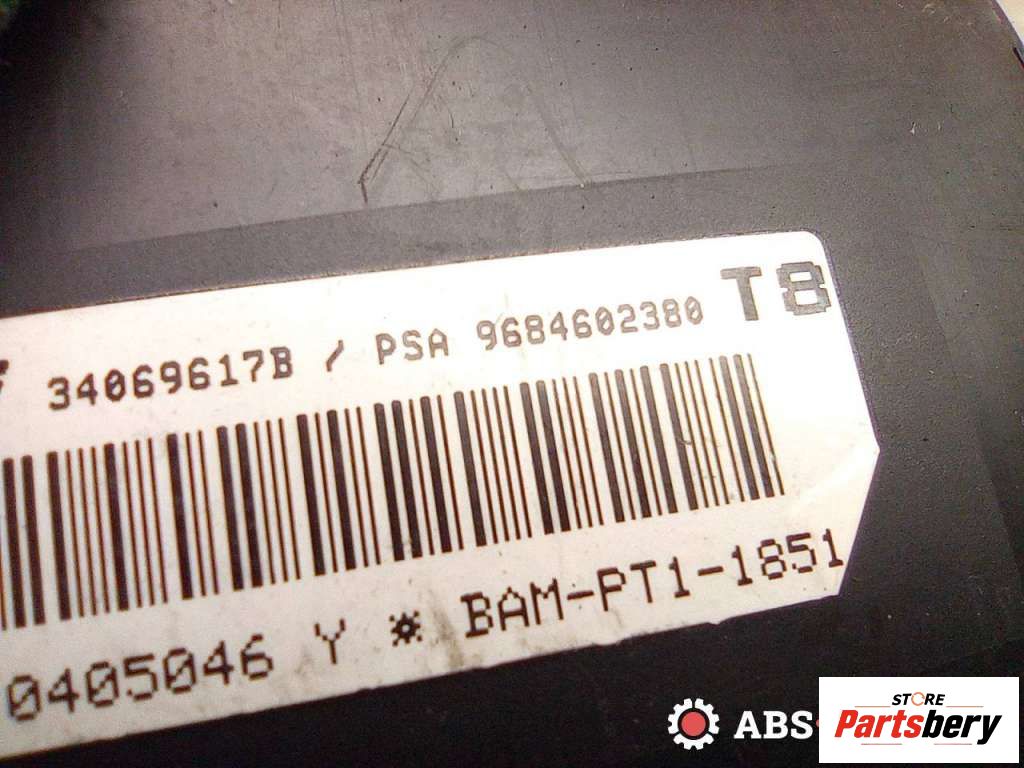 34069617B / PSA 9684602380 T8
0405046 Y * BAM-PT1-1851
ABS-
STORE
Partsbery